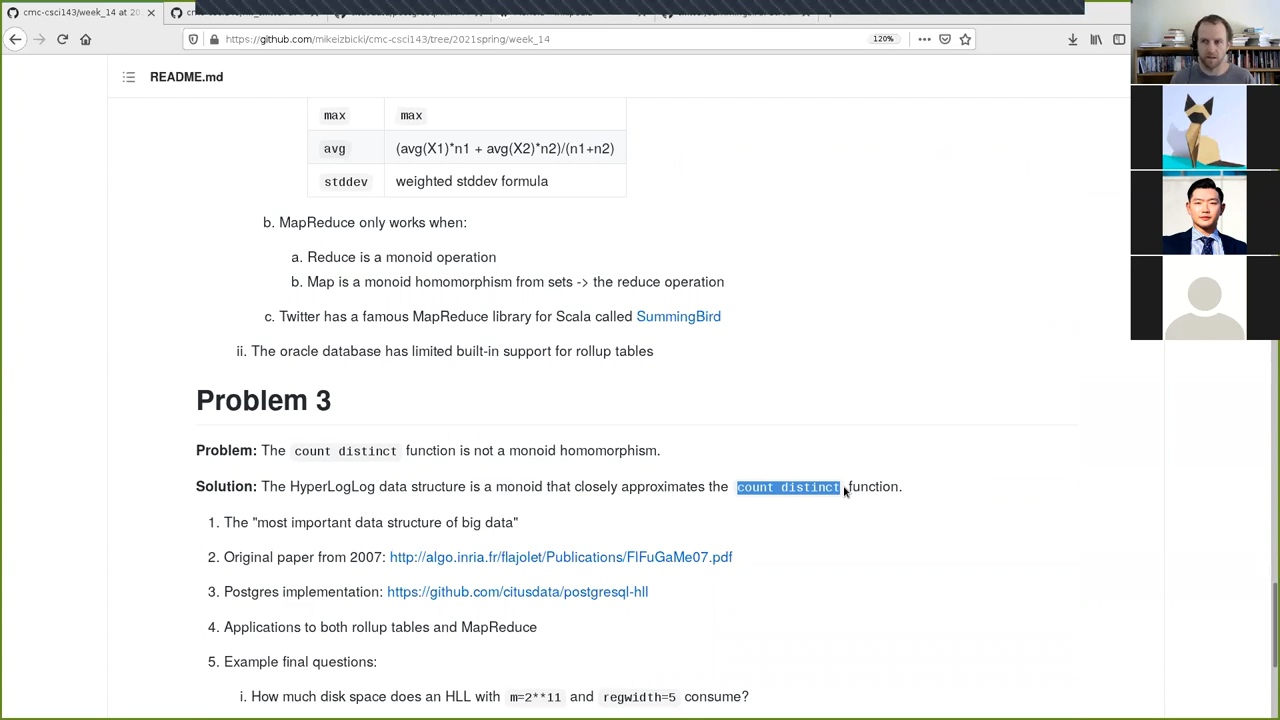 cmc-csci143/week_14 at 20
https://github.com/mikeizbicki/cmc-csci143/tree/2021spring/week_14
120%
README.md
max max
avg (avg(X1)*n1 + avg(X2)*n2)/(n1+n2)
stddev weighted stddev formula
b. MapReduce only works when:
a. Reduce is a monoid operation
b. Map is a monoid homomorphism from sets -> the reduce operation
c. Twitter has a famous MapReduce library for Scala called SummingBird
ii. The oracle database has limited built-in support for rollup tables
Problem 3
Problem: The count distinct function is not a monoid homomorphism.
Solution: The HyperLogLog data structure is a monoid that closely approximates the count distinct function.
1. The "most important data structure of big data"
2. Original paper from 2007: http://algo.inria.fr/flajolet/Publications/FlFuGaMe07.pdf
3. Postgres implementation: https://github.com/citusdata/postgresql-hll
4. Applications to both rollup tables and MapReduce
5. Example final questions:
i. How much disk space does an HLL with m=2**11 and regwidth=5 consume?